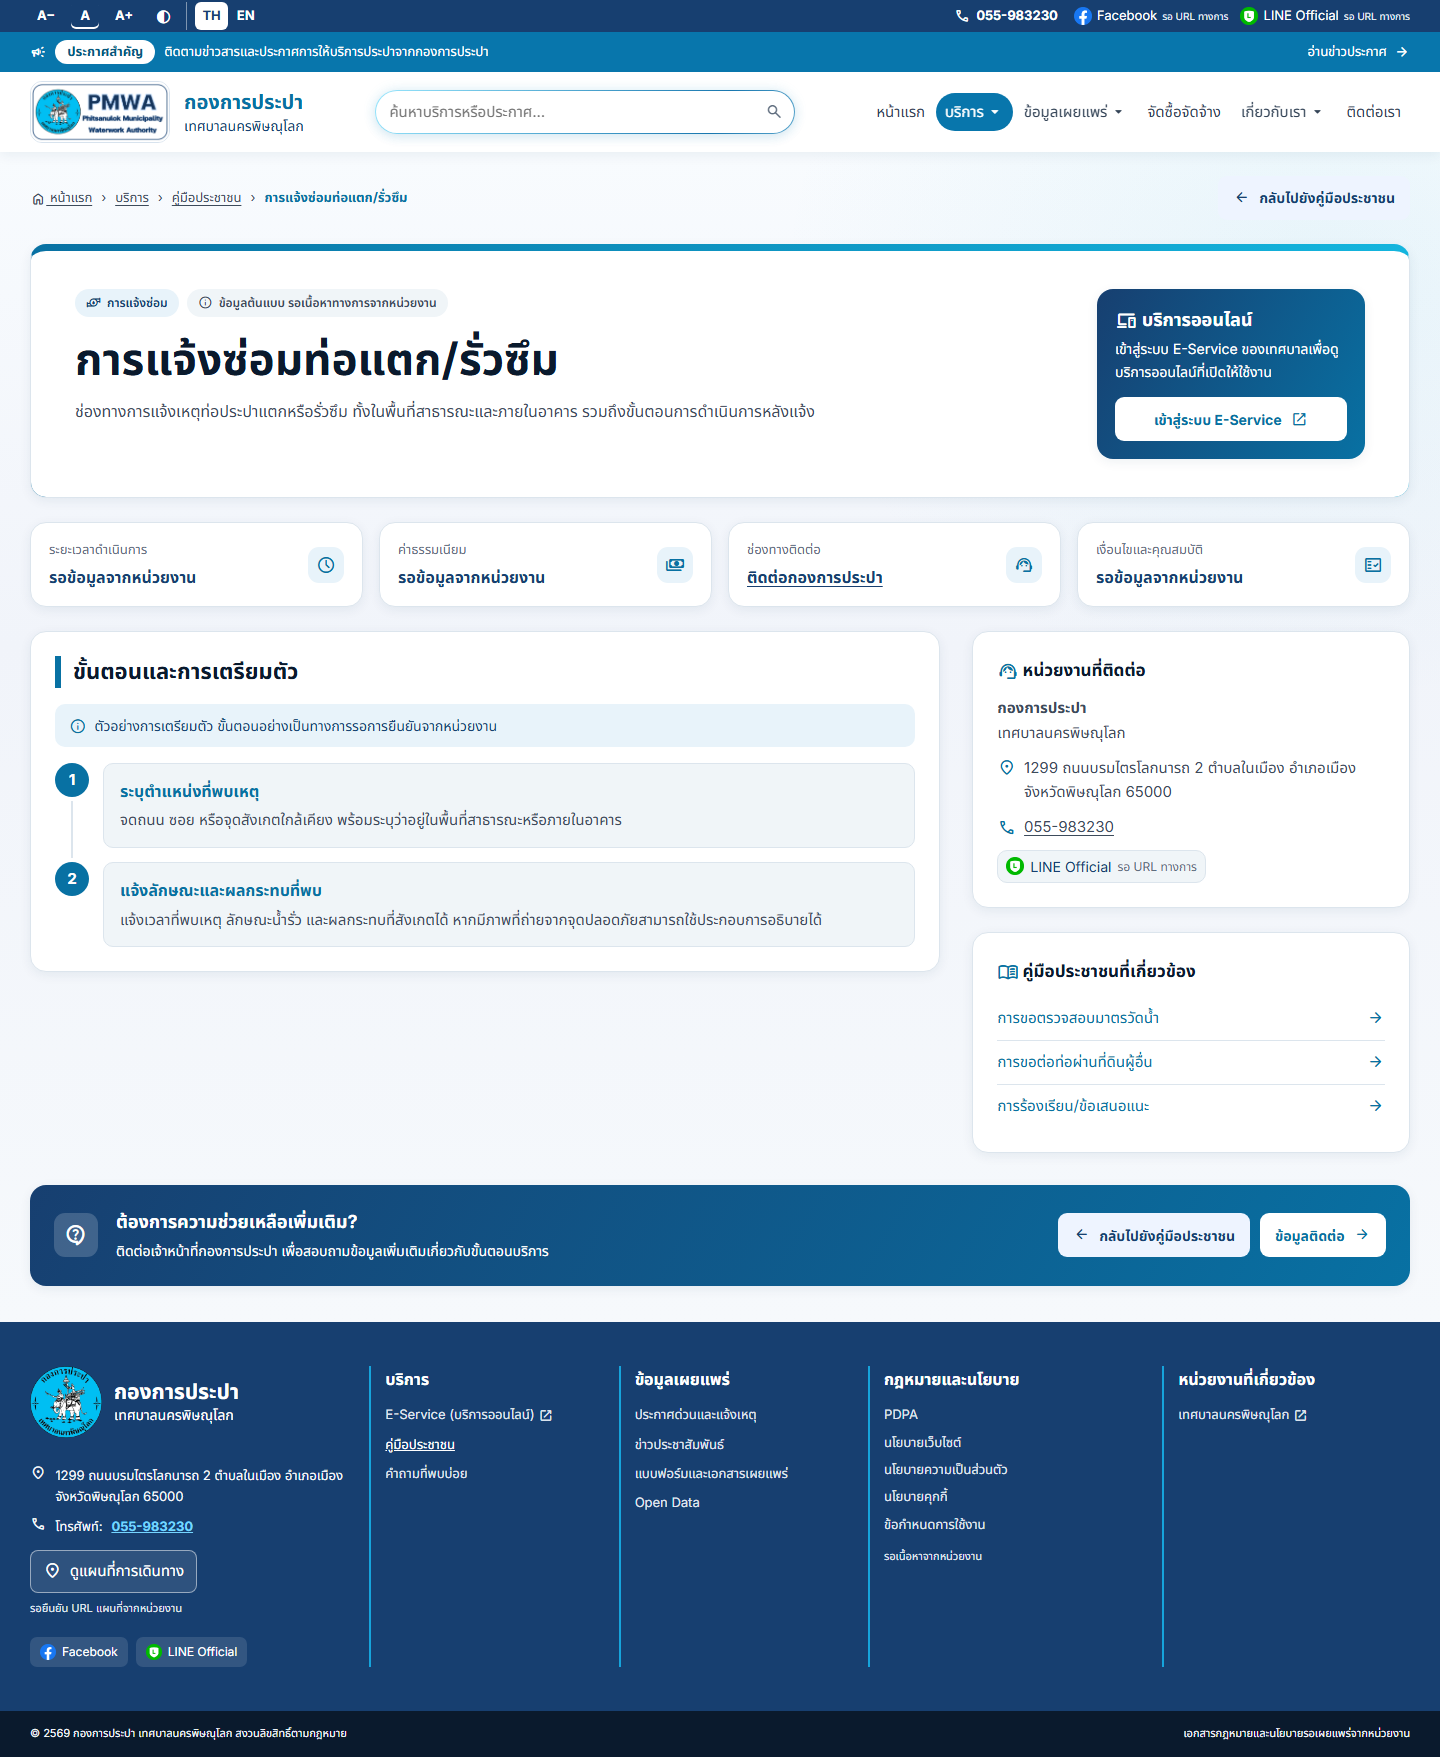 A− A A+ TH EN 055-983230 Facebook รอ URL ทางการ LINE Official รอ URL ทางการ
ประกาศสำคัญ ติดตามข่าวสารและประกาศการให้บริการประปาจากกองการประปา อ่านข่าวประกาศ
PMWA
Phitsanulok Municipality
Waterwork Authority
กองการประปา
เทศบาลนครพิษณุโลก
ค้นหาบริการหรือประกาศ...
หน้าแรก บริการ ข้อมูลเผยแพร่ จัดซื้อจัดจ้าง เกี่ยวกับเรา ติดต่อเรา
หน้าแรก › บริการ › คู่มือประชาชน › การแจ้งซ่อมท่อแตก/รั่วซึม
กลับไปยังคู่มือประชาชน
การแจ้งซ่อม ข้อมูลต้นแบบ รอเนื้อหาทางการจากหน่วยงาน
การแจ้งซ่อมท่อแตก/รั่วซึม
ช่องทางการแจ้งเหตุท่อประปาแตกหรือรั่วซึม ทั้งในพื้นที่สาธารณะและภายในอาคาร รวมถึงขั้นตอนการดำเนินการหลังแจ้ง
บริการออนไลน์
เข้าสู่ระบบ E-Service ของเทศบาลเพื่อดู
บริการออนไลน์ที่เปิดให้ใช้งาน
เข้าสู่ระบบ E-Service
ระยะเวลาดำเนินการ
รอข้อมูลจากหน่วยงาน
ค่าธรรมเนียม
รอข้อมูลจากหน่วยงาน
ช่องทางติดต่อ
ติดต่อกองการประปา
เงื่อนไขและคุณสมบัติ
รอข้อมูลจากหน่วยงาน
ขั้นตอนและการเตรียมตัว
ตัวอย่างการเตรียมตัว ขั้นตอนอย่างเป็นทางการรอการยืนยันจากหน่วยงาน
1
ระบุตำแหน่งที่พบเหตุ
จดถนน ซอย หรือจุดสังเกตใกล้เคียง พร้อมระบุว่าอยู่ในพื้นที่สาธารณะหรือภายในอาคาร
2
แจ้งลักษณะและผลกระทบที่พบ
แจ้งเวลาที่พบเหตุ ลักษณะน้ำรั่ว และผลกระทบที่สังเกตได้ หากมีภาพที่ถ่ายจากจุดปลอดภัยสามารถใช้ประกอบการอธิบายได้
หน่วยงานที่ติดต่อ
กองการประปา
เทศบาลนครพิษณุโลก
1299 ถนนบรมไตรโลกนารถ 2 ตำบลในเมือง อำเภอเมือง
จังหวัดพิษณุโลก 65000
055-983230
LINE Official รอ URL ทางการ
คู่มือประชาชนที่เกี่ยวข้อง
การขอตรวจสอบมาตรวัดน้ำ
การขอต่อท่อผ่านที่ดินผู้อื่น
การร้องเรียน/ข้อเสนอแนะ
ต้องการความช่วยเหลือเพิ่มเติม?
ติดต่อเจ้าหน้าที่กองการประปา เพื่อสอบถามข้อมูลเพิ่มเติมเกี่ยวกับขั้นตอนบริการ
กลับไปยังคู่มือประชาชน ข้อมูลติดต่อ
กองการประปา
เทศบาลนครพิษณุโลก
1299 ถนนบรมไตรโลกนารถ 2 ตำบลในเมือง อำเภอเมือง
จังหวัดพิษณุโลก 65000
โทรศัพท์: 055-983230
ดูแผนที่การเดินทาง
รอยืนยัน URL แผนที่จากหน่วยงาน
Facebook LINE Official
บริการ
E-Service (บริการออนไลน์)
คู่มือประชาชน
คำถามที่พบบ่อย
ข้อมูลเผยแพร่
ประกาศด่วนและแจ้งเหตุ
ข่าวประชาสัมพันธ์
แบบฟอร์มและเอกสารเผยแพร่
Open Data
กฎหมายและนโยบาย
PDPA
นโยบายเว็บไซต์
นโยบายความเป็นส่วนตัว
นโยบายคุกกี้
ข้อกำหนดการใช้งาน
รอเนื้อหาจากหน่วยงาน
หน่วยงานที่เกี่ยวข้อง
เทศบาลนครพิษณุโลก
© 2569 กองการประปา เทศบาลนครพิษณุโลก สงวนลิขสิทธิ์ตามกฎหมาย
เอกสารกฎหมายและนโยบายรอเผยแพร่จากหน่วยงาน